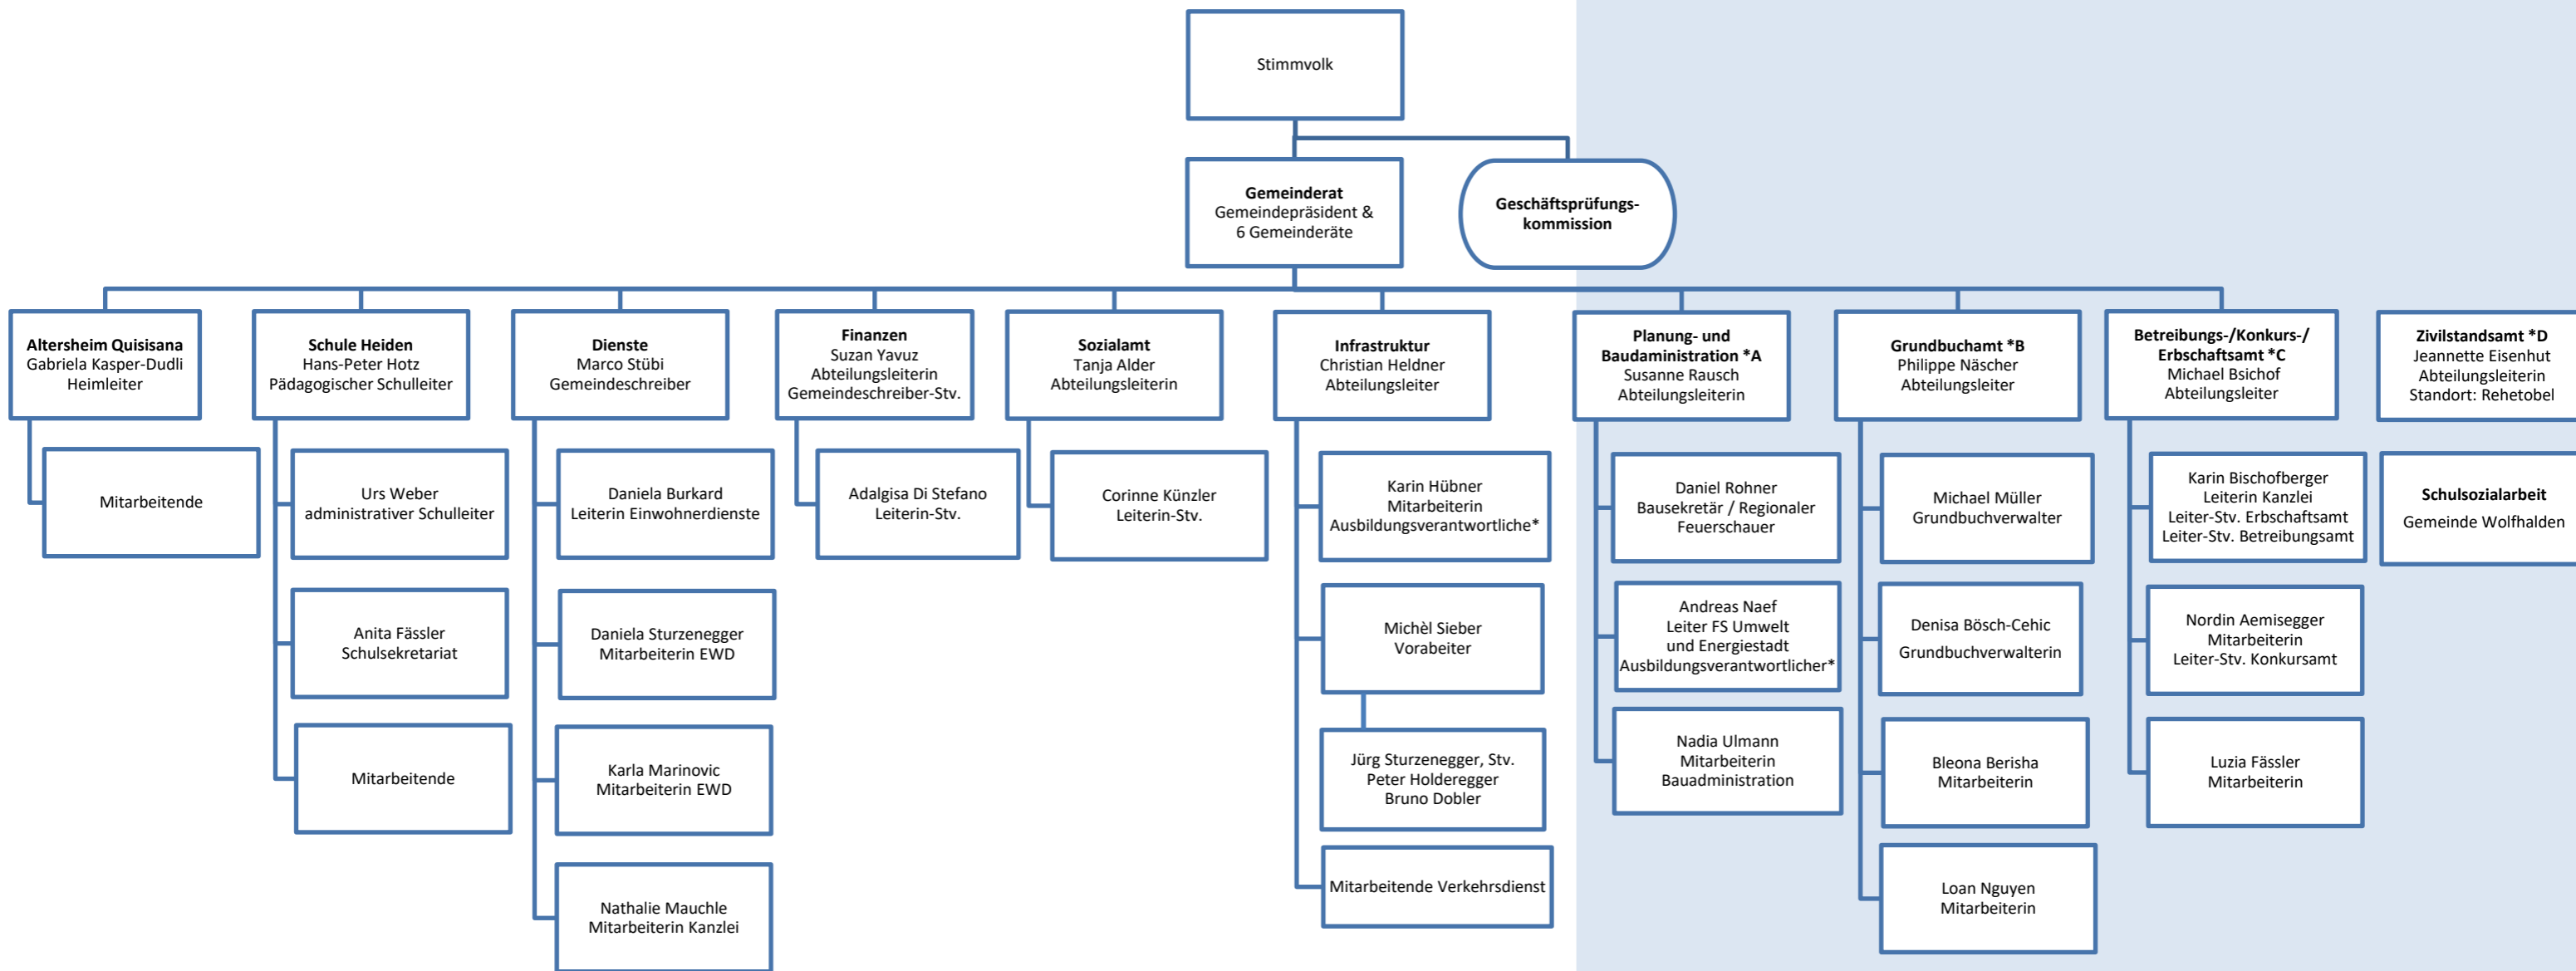 Stimmvolk
Gemeinderat
Gemeindepräsident &
6 Gemeinderäte
Geschäftsprüfungs-
kommission
Altersheim Quisisana
Gabriela Kasper-Dudli
Heimleiter
Schule Heiden
Hans-Peter Hotz
Pädagogischer Schulleiter
Dienste
Marco Stübi
Gemeindeschreiber
Finanzen
Suzan Yavuz
Abteilungsleiterin
Gemeindeschreiber-Stv.
Sozialamt
Tanja Alder
Abteilungsleiterin
Infrastruktur
Christian Heldner
Abteilungsleiter
Planung- und
Baudaministration *A
Susanne Rausch
Abteilungsleiterin
Grundbuchamt *B
Philippe Näscher
Abteilungsleiter
Betreibungs-/Konkurs-/
Erbschaftsamt *C
Michael Bsichof
Abteilungsleiter
Zivilstandsamt *D
Jeannette Eisenhut
Abteilungsleiterin
Standort: Rehetobel
Mitarbeitende
Urs Weber
administrativer Schulleiter
Anita Fässler
Schulsekretariat
Mitarbeitende
Daniela Burkard
Leiterin Einwohnerdienste
Daniela Sturzenegger
Mitarbeiterin EWD
Karla Marinovic
Mitarbeiterin EWD
Nathalie Mauchle
Mitarbeiterin Kanzlei
Adalgisa Di Stefano
Leiterin-Stv.
Corinne Künzler
Leiterin-Stv.
Karin Hübner
Mitarbeiterin
Ausbildungsverantwortliche*
Michèl Sieber
Vorabeiter
Jürg Sturzenegger, Stv.
Peter Holderegger
Bruno Dobler
Mitarbeitende Verkehrsdienst
Daniel Rohner
Bausekretär / Regionaler
Feuerschauer
Andreas Naef
Leiter FS Umwelt
und Energiestadt
Ausbildungsverantwortlicher*
Nadia Ulmann
Mitarbeiterin
Bauadministration
Michael Müller
Grundbuchverwalter
Denisa Bösch-Cehic
Grundbuchverwalterin
Bleona Berisha
Mitarbeiterin
Loan Nguyen
Mitarbeiterin
Karin Bischofberger
Leiterin Kanzlei
Leiter-Stv. Erbschaftsamt
Leiter-Stv. Betreibungsamt
Nordin Aemisegger
Mitarbeiterin
Leiter-Stv. Konkursamt
Luzia Fässler
Mitarbeiterin
Schulsozialarbeit
Gemeinde Wolfhalden